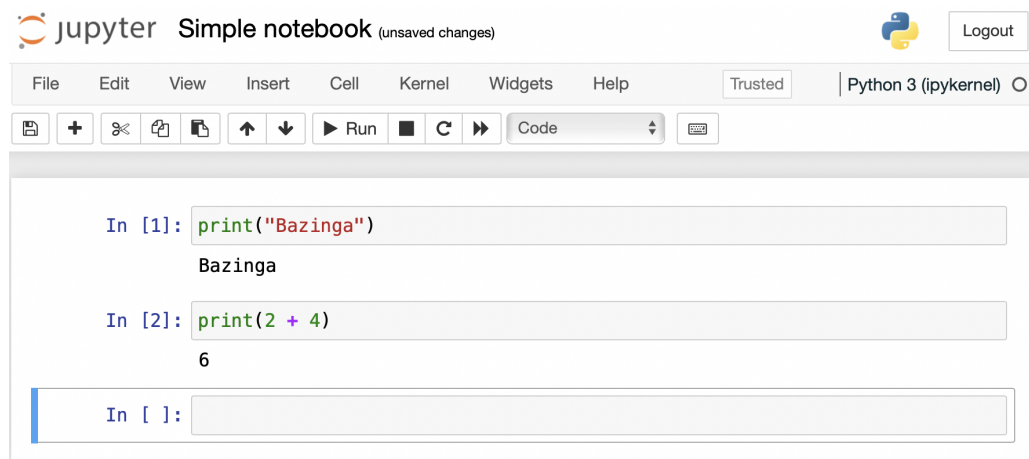 jupyter Simple notebook (unsaved changes) Logout
File Edit View Insert Cell Kernel Widgets Help Trusted Python 3 (ipykernel)
Run Code
In [1]: print("Bazinga")
Bazinga
In [2]: print(2 + 4)
6
In [ ]: